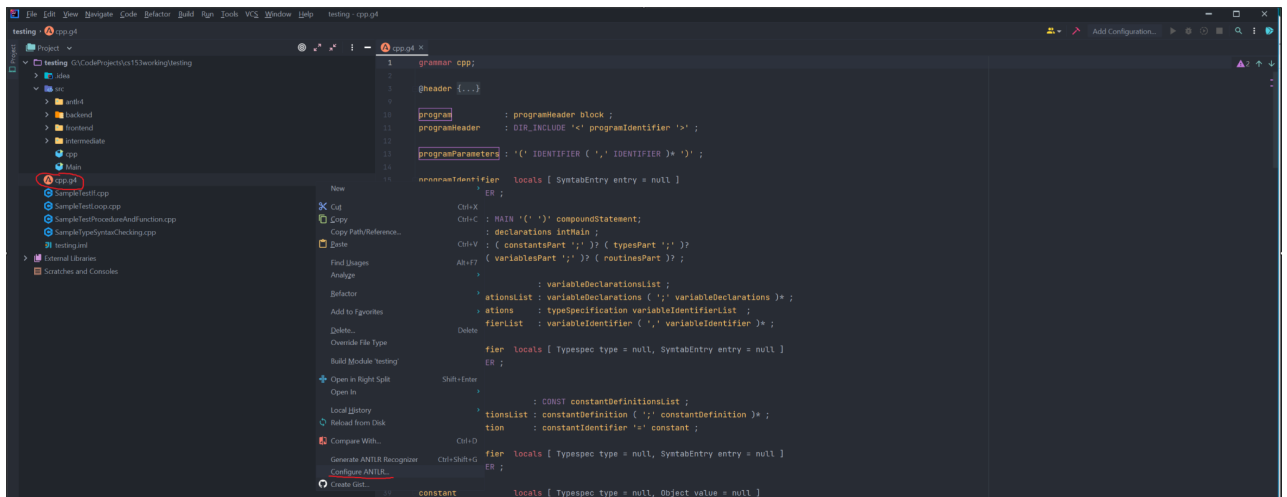 File Edit View Navigate Code Refactor Build Run Tools VCS Window Help testing - cpp.g4
testing cpp.g4
Add Configuration...
Project
Project
testing G:\CodeProjects\cs153working\testing
.idea
src
antlr4
backend
frontend
intermediate
cpp
Main
cpp.g4
SampleTestIf.cpp
SampleTestLoop.cpp
SampleTestProcedureAndFunction.cpp
SampleTypeSyntaxChecking.cpp
testing.iml
External Libraries
Scratches and Consoles
New
Cut Ctrl+X
Copy Ctrl+C
Copy Path/Reference...
Paste Ctrl+V
Find Usages Alt+F7
Analyze
Refactor
Add to Favorites
Delete... Delete
Override File Type
Build Module 'testing'
Open in Right Split Shift+Enter
Open In
Local History
Reload from Disk
Compare With... Ctrl+D
Generate ANTLR Recognizer Ctrl+Shift+G
Configure ANTLR...
Create Gist...
cpp.g4
2
1 grammar cpp;
2
3 @header {...}
9
10 program : programHeader block ;
11 programHeader : DIR_INCLUDE '<' programIdentifier '>' ;
12
13 programParameters : '(' IDENTIFIER ( ',' IDENTIFIER )* ')' ;
14
15 programIdentifier locals [ SymtabEntry entry = null ]
ER ;
: MAIN '(' ')' compoundStatement;
: declarations intMain ;
: ( constantsPart ';' )? ( typesPart ';' )?
( variablesPart ';' )? ( routinesPart )? ;
: variableDeclarationsList ;
ationsList : variableDeclarations ( ';' variableDeclarations )* ;
ations : typeSpecification variableIdentifierList ;
fierList : variableIdentifier ( ',' variableIdentifier )* ;
fier locals [ Typespec type = null, SymtabEntry entry = null ]
ER ;
: CONST constantDefinitionsList ;
tionsList : constantDefinition ( ';' constantDefinition )* ;
tion : constantIdentifier '=' constant ;
fier locals [ Typespec type = null, SymtabEntry entry = null ]
ER ;
constant locals [ Typespec type = null, Object value = null ]